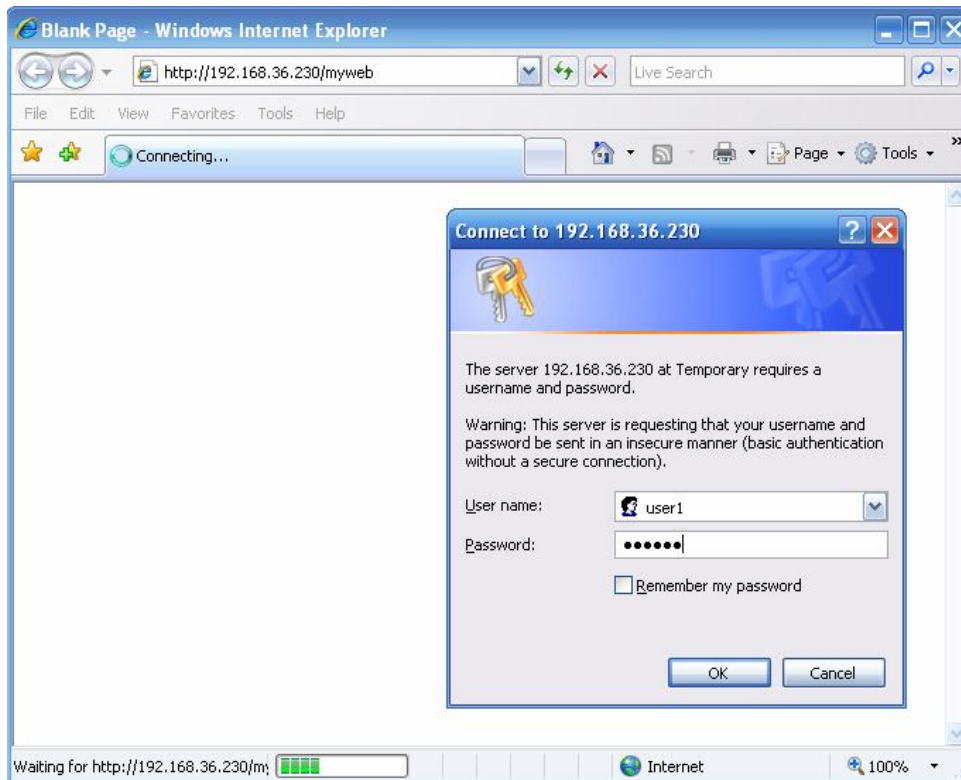 Blank Page - Windows Internet Explorer
http://192.168.36.230/myweb
Live Search
File Edit View Favorites Tools Help
Connecting...
Page Tools »
Connect to 192.168.36.230
The server 192.168.36.230 at Temporary requires a
username and password.
Warning: This server is requesting that your username and
password be sent in an insecure manner (basic authentication
without a secure connection).
User name: user1
Password: ••••••
Remember my password
OK Cancel
Waiting for http://192.168.36.230/my Internet 100%